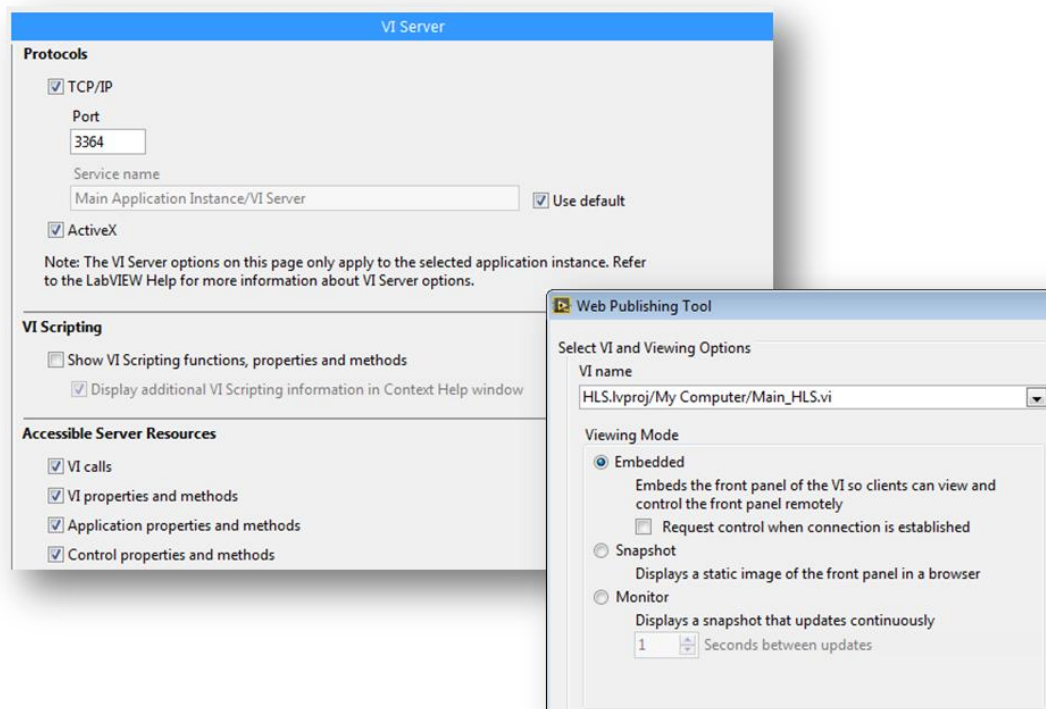 VI Server
Protocols
TCP/IP
Port
3364
Service name
Main Application Instance/VI Server
Use default
ActiveX
Note: The VI Server options on this page only apply to the selected application instance. Refer
to the LabVIEW Help for more information about VI Server options.
VI Scripting
Show VI Scripting functions, properties and methods
Display additional VI Scripting information in Context Help window
Accessible Server Resources
VI calls
VI properties and methods
Application properties and methods
Control properties and methods
Web Publishing Tool
Select VI and Viewing Options
VI name
HLS.lvproj/My Computer/Main_HLS.vi
Viewing Mode
Embedded
Embeds the front panel of the VI so clients can view and
control the front panel remotely
Request control when connection is established
Snapshot
Displays a static image of the front panel in a browser
Monitor
Displays a snapshot that updates continuously
1 Seconds between updates